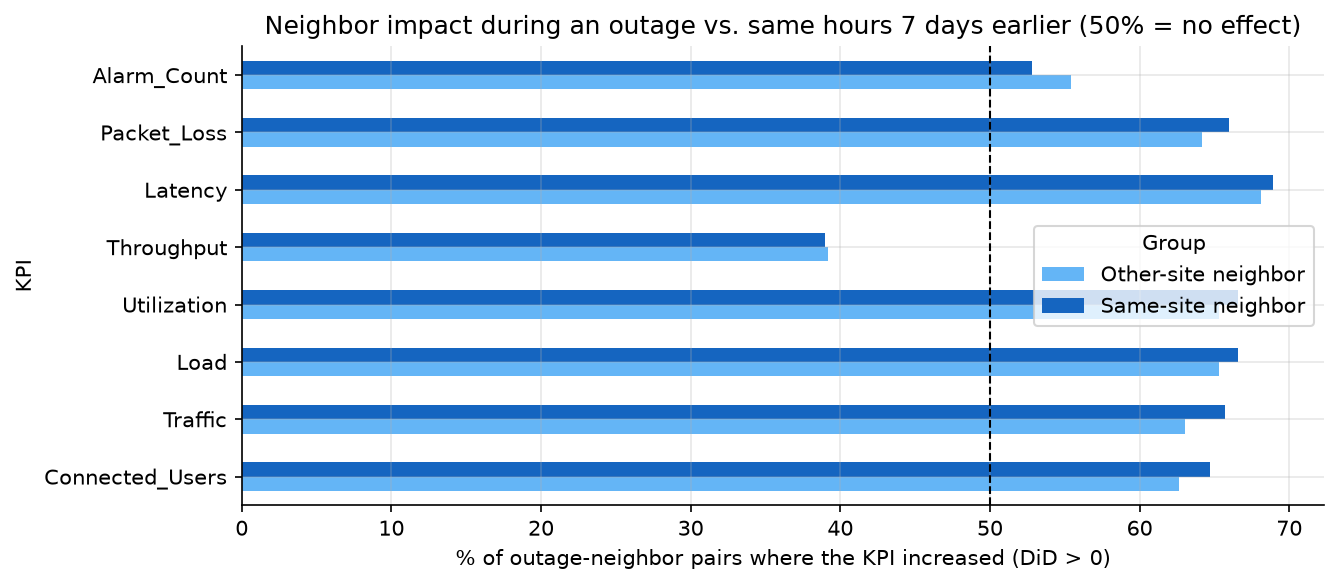 Neighbor impact during an outage vs. same hours 7 days earlier (50% = no effect)
KPI
Alarm_Count
Packet_Loss
Latency
Throughput
Utilization
Load
Traffic
Connected_Users
Group
Other-site neighbor
Same-site neighbor
0 10 20 30 40 50 60 70
% of outage-neighbor pairs where the KPI increased (DiD > 0)